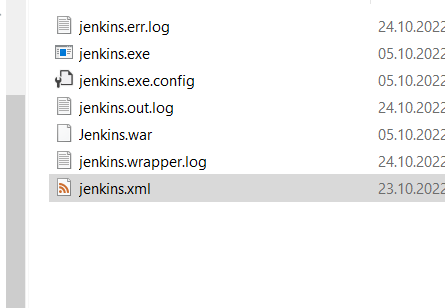 jenkins.err.log 24.10.2022
jenkins.exe 05.10.2022
jenkins.exe.config 05.10.2022
jenkins.out.log 24.10.2022
Jenkins.war 05.10.2022
jenkins.wrapper.log 24.10.2022
jenkins.xml 23.10.2022